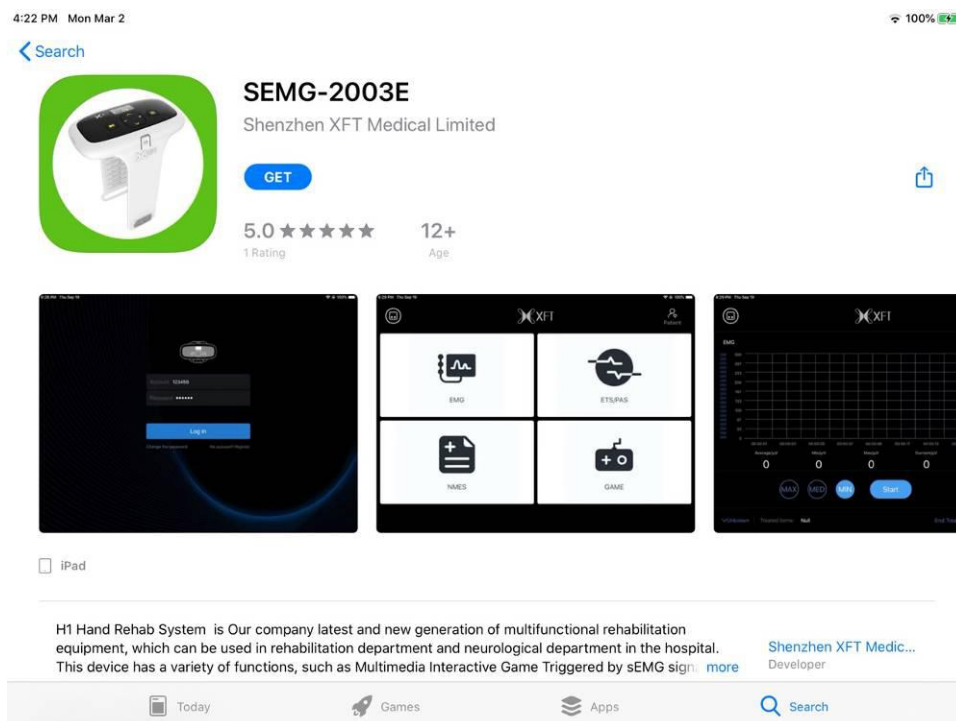 4:22 PM Mon Mar 2
100%
Search
SEMG-2003E
Shenzhen XFT Medical Limited
GET
5.0 ★★★★★
12+
1 Rating
Age
XFT
Patient
EMG
ETS/PAS
NMES
GAME
Log in
XFT
EMG
0 0 0 0
MAX MED MIN Start
iPad
H1 Hand Rehab System is Our company latest and new generation of multifunctional rehabilitation
equipment, which can be used in rehabilitation department and neurological department in the hospital.
This device has a variety of functions, such as Multimedia Interactive Game Triggered by sEMG sign more
Shenzhen XFT Medic...
Developer
Today
Games
Apps
Search